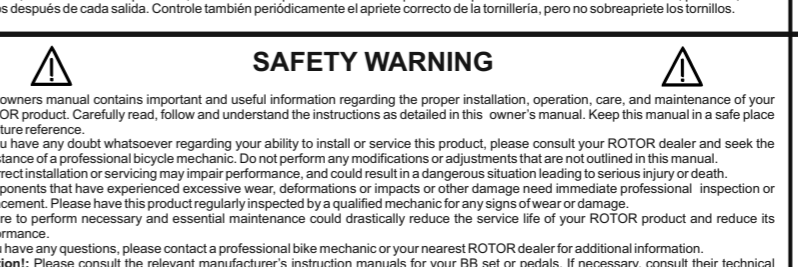 después de cada salida. Controle también periódicamente el apriete correcto de la tornillería, pero no sobreapriete los tornillos.
SAFETY WARNING
owners manual contains important and useful information regarding the proper installation, operation, care, and maintenance of your
product. Carefully read, follow and understand the instructions as detailed in this owner's manual. Keep this manual in a safe place
reference.
have any doubt whatsoever regarding your ability to install or service this product, please consult your ROTOR dealer and seek the
of a professional bicycle mechanic. Do not perform any modifications or adjustments that are not outlined in this manual.
installation or servicing may impair performance, and could result in a dangerous situation leading to serious injury or death.
that have experienced excessive wear, deformations or impacts or other damage need immediate professional inspection or
Please have this product regularly inspected by a qualified mechanic for any signs of wear or damage.
to perform necessary and essential maintenance could drastically reduce the service life of your ROTOR product and reduce its
have any questions, please contact a professional bike mechanic or your nearest ROTOR dealer for additional information.
Please consult the relevant manufacturer's instruction manuals for your BB set or pedals. If necessary, consult their technical